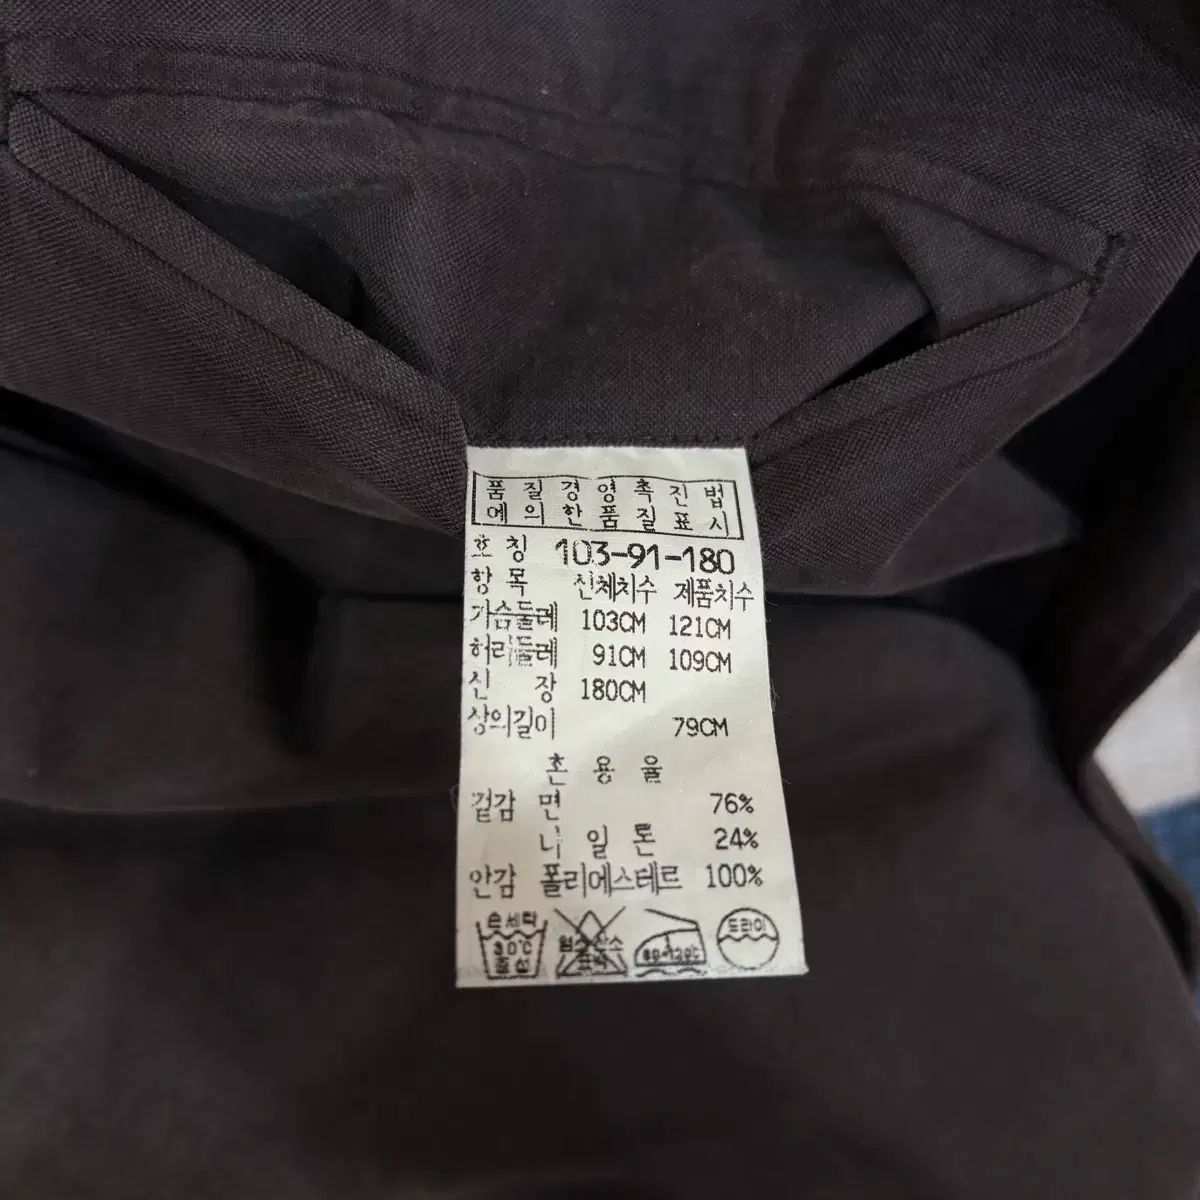 품질경영촉진법
에의한품질표시
호칭 103-91-180
항목 신체치수 제품치수
가슴둘레 103CM 121CM
허리둘레 91CM 109CM
신장 180CM
상의길이 79CM
혼용율
겉감 면 76%
나일론 24%
안감 폴리에스테르 100%
손세탁 드라이
30℃ 80-120℃
중성